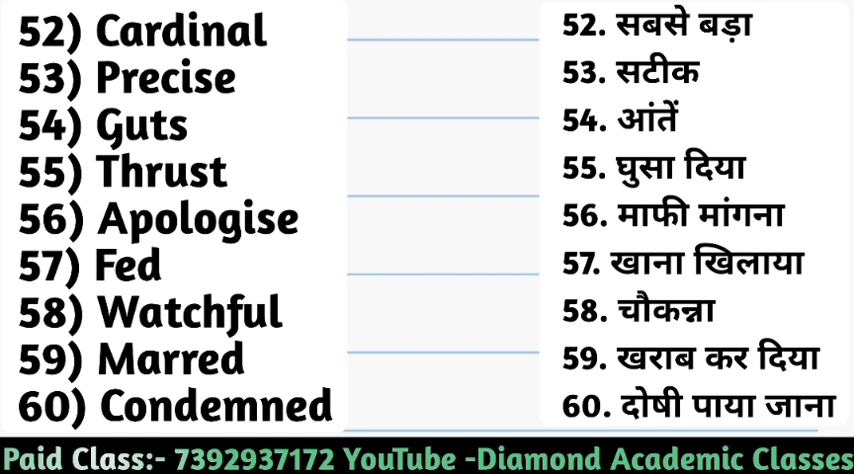 52) Cardinal
53) Precise
54) Guts
55) Thrust
56) Apologise
57) Fed
58) Watchful
59) Marred
60) Condemned
52. सबसे बड़ा
53. सटीक
54. आंतें
55. घुसा दिया
56. माफी मांगना
57. खाना खिलाया
58. चौकन्ना
59. खराब कर दिया
60. दोषी पाया जाना
Paid Class:- 7392937172 YouTube -Diamond Academic Classes